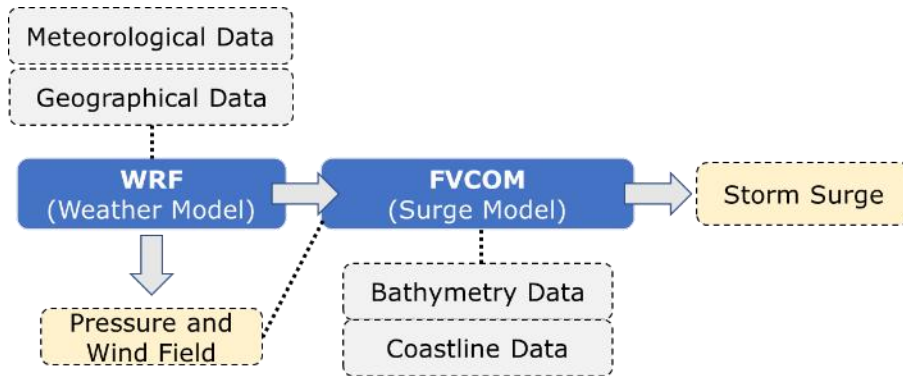 Meteorological Data
Geographical Data
WRF
(Weather Model)
FVCOM
(Surge Model)
Storm Surge
Pressure and
Wind Field
Bathymetry Data
Coastline Data